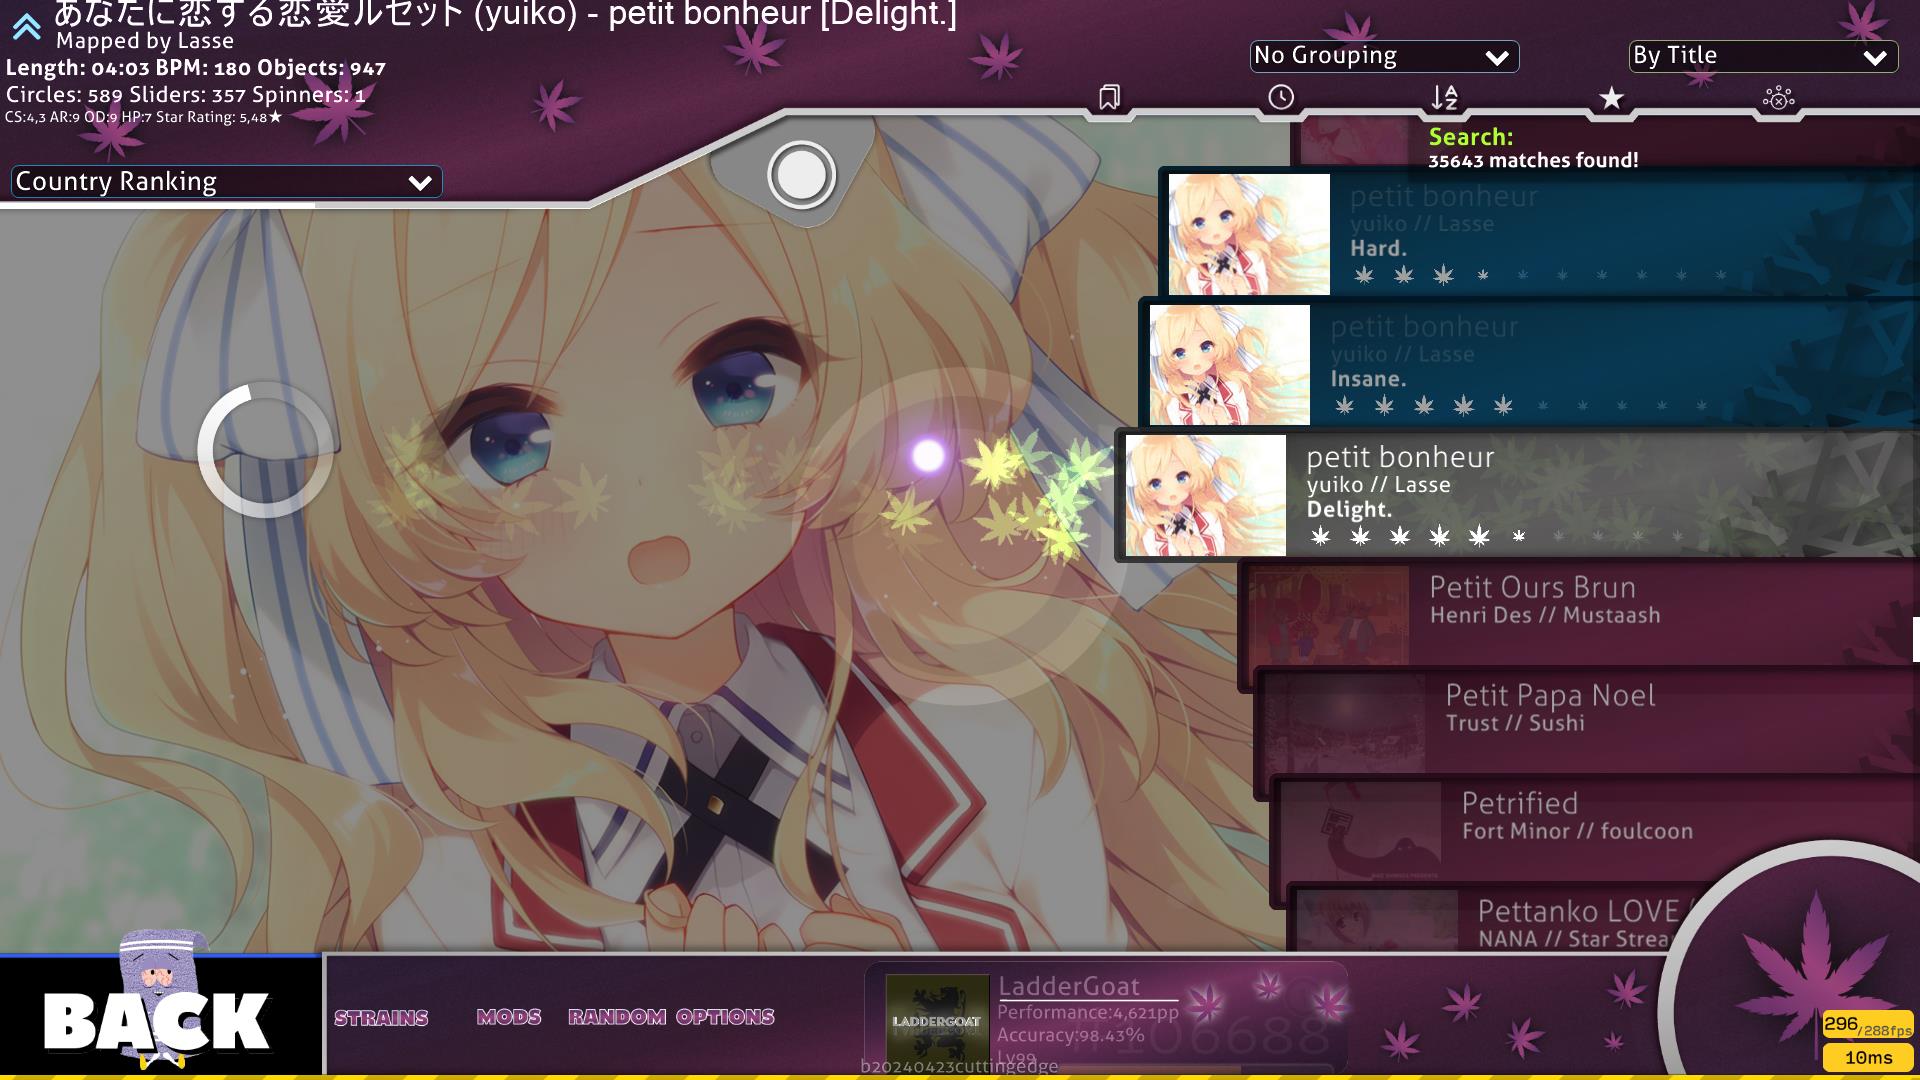 あなたに恋する恋愛ルセット (yuiko) - petit bonheur [Delight.]
Mapped by Lasse
Length: 04:03 BPM: 180 Objects: 947
Circles: 589 Sliders: 357 Spinners: 1
CS:4,3 AR:9 OD:9 HP:7 Star Rating: 5,48★
No Grouping
By Title
Country Ranking
Search:
35643 matches found!
petit bonheur
yuiko // Lasse
Hard.
petit bonheur
yuiko // Lasse
Insane.
petit bonheur
yuiko // Lasse
Delight.
Petit Ours Brun
Henri Des // Mustaash
Petit Papa Noel
Trust // Sushi
Petrified
Fort Minor // foulcoon
Pettanko LOVE (
NANA // Star Strea
BACK
STRAINS MODS RANDOM OPTIONS
LADDERGOAT
LadderGoat
Performance:4,621pp
Accuracy:98.43%
Lv99
#106688
b20240423cuttingedge
296/288fps
10ms